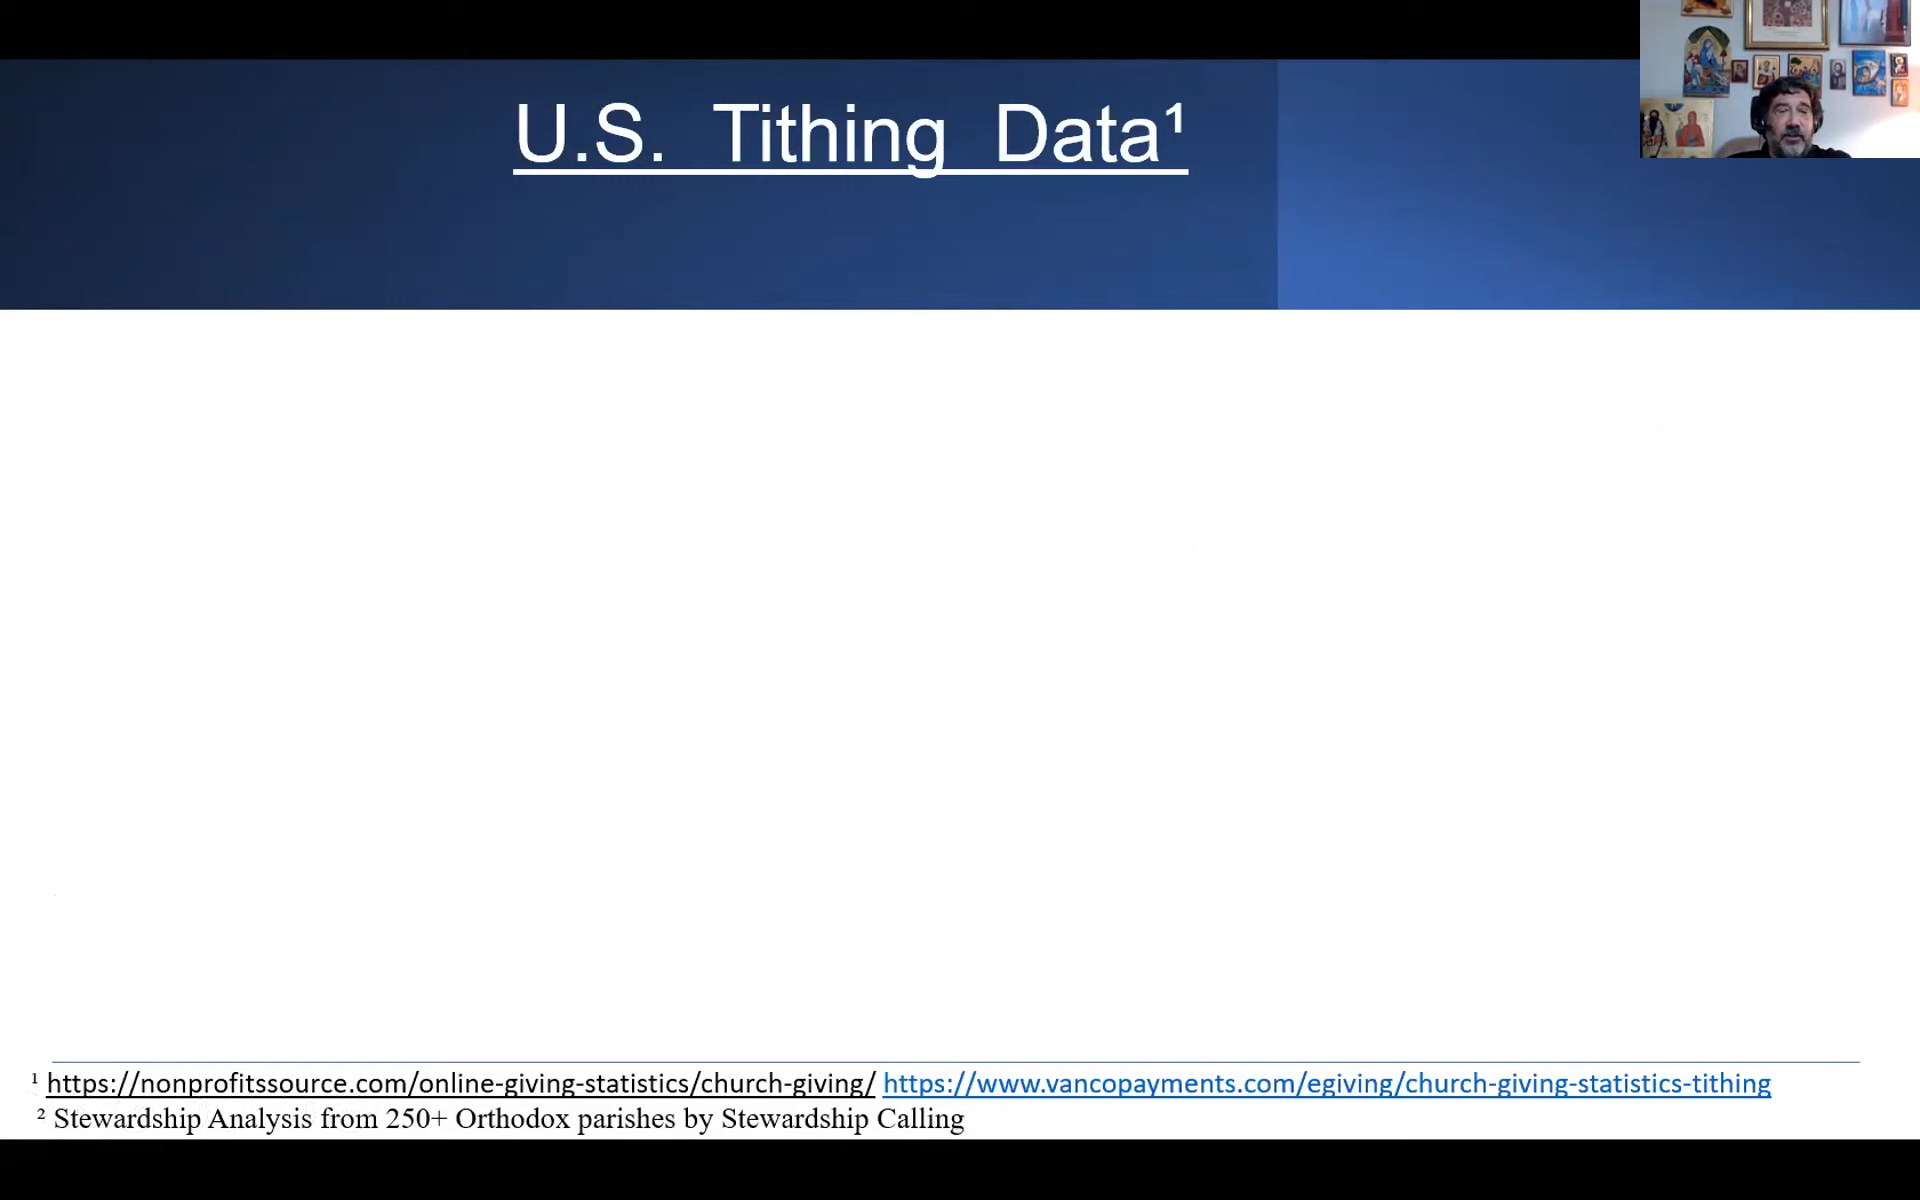 U.S. Tithing Data¹
¹ https://nonprofitssource.com/online-giving-statistics/church-giving/ https://www.vancopayments.com/egiving/church-giving-statistics-tithing
² Stewardship Analysis from 250+ Orthodox parishes by Stewardship Calling